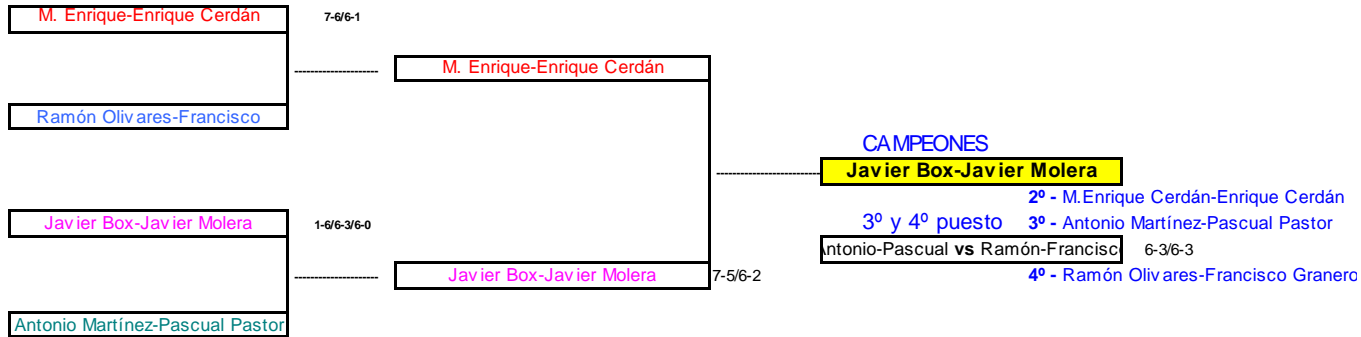 M. Enrique-Enrique Cerdán 7-6/6-1
M. Enrique-Enrique Cerdán
Ramón Olivares-Francisco
CAMPEONES
Javier Box-Javier Molera
2º - M.Enrique Cerdán-Enrique Cerdán
Javier Box-Javier Molera 1-6/6-3/6-0
3º y 4º puesto 3º - Antonio Martínez-Pascual Pastor
ntonio-Pascual vs Ramón-Francisc 6-3/6-3
Javier Box-Javier Molera 7-5/6-2
4º - Ramón Olivares-Francisco Granero
Antonio Martínez-Pascual Pastor